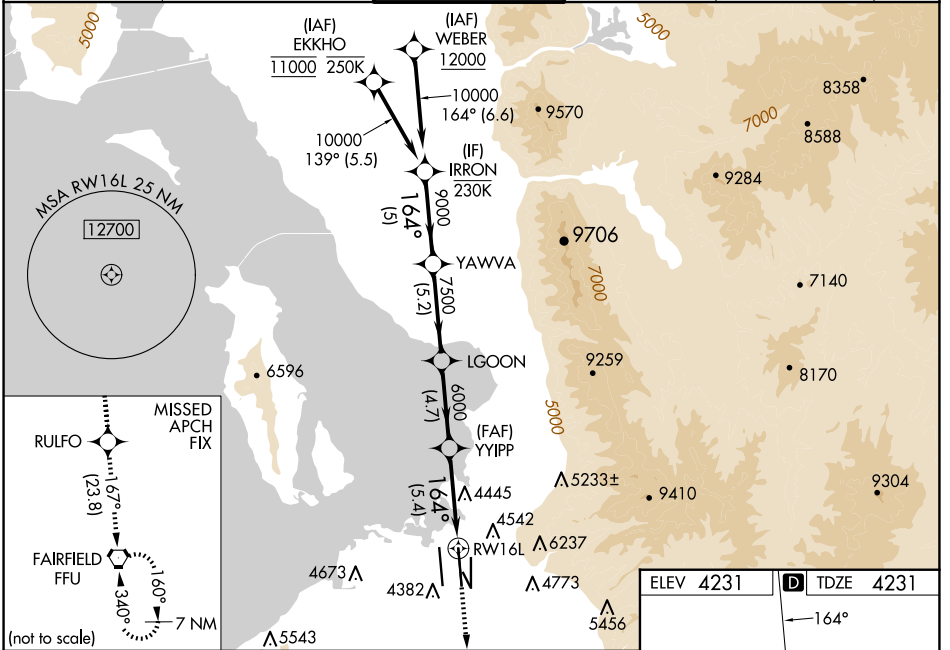 5000
(IAF)
EKKHO
11000 250K
(IAF)
WEBER
12000
5000
10000
164° (6.6)
10000
139° (5.5)
9570
8358
7000
8588
9284
(IF)
IRRON
230K
MSA RW16L 25 NM
12700
164°
(5)
9000
YAWVA
9706
7000
7140
7500
(5.2)
LGOON
6596
9259
8170
5000
6000
(4.7)
(FAF)
YYIPP
164°
(5.4)
4445
5233±
9410
9304
4542
RW16L
6237
4673
4382
4773
5456
5543
MISSED
APCH
FIX
RULFO
167°
(23.8)
FAIRFIELD
FFU
340°
160°
7 NM
(not to scale)
ELEV 4231
D TDZE 4231
164°